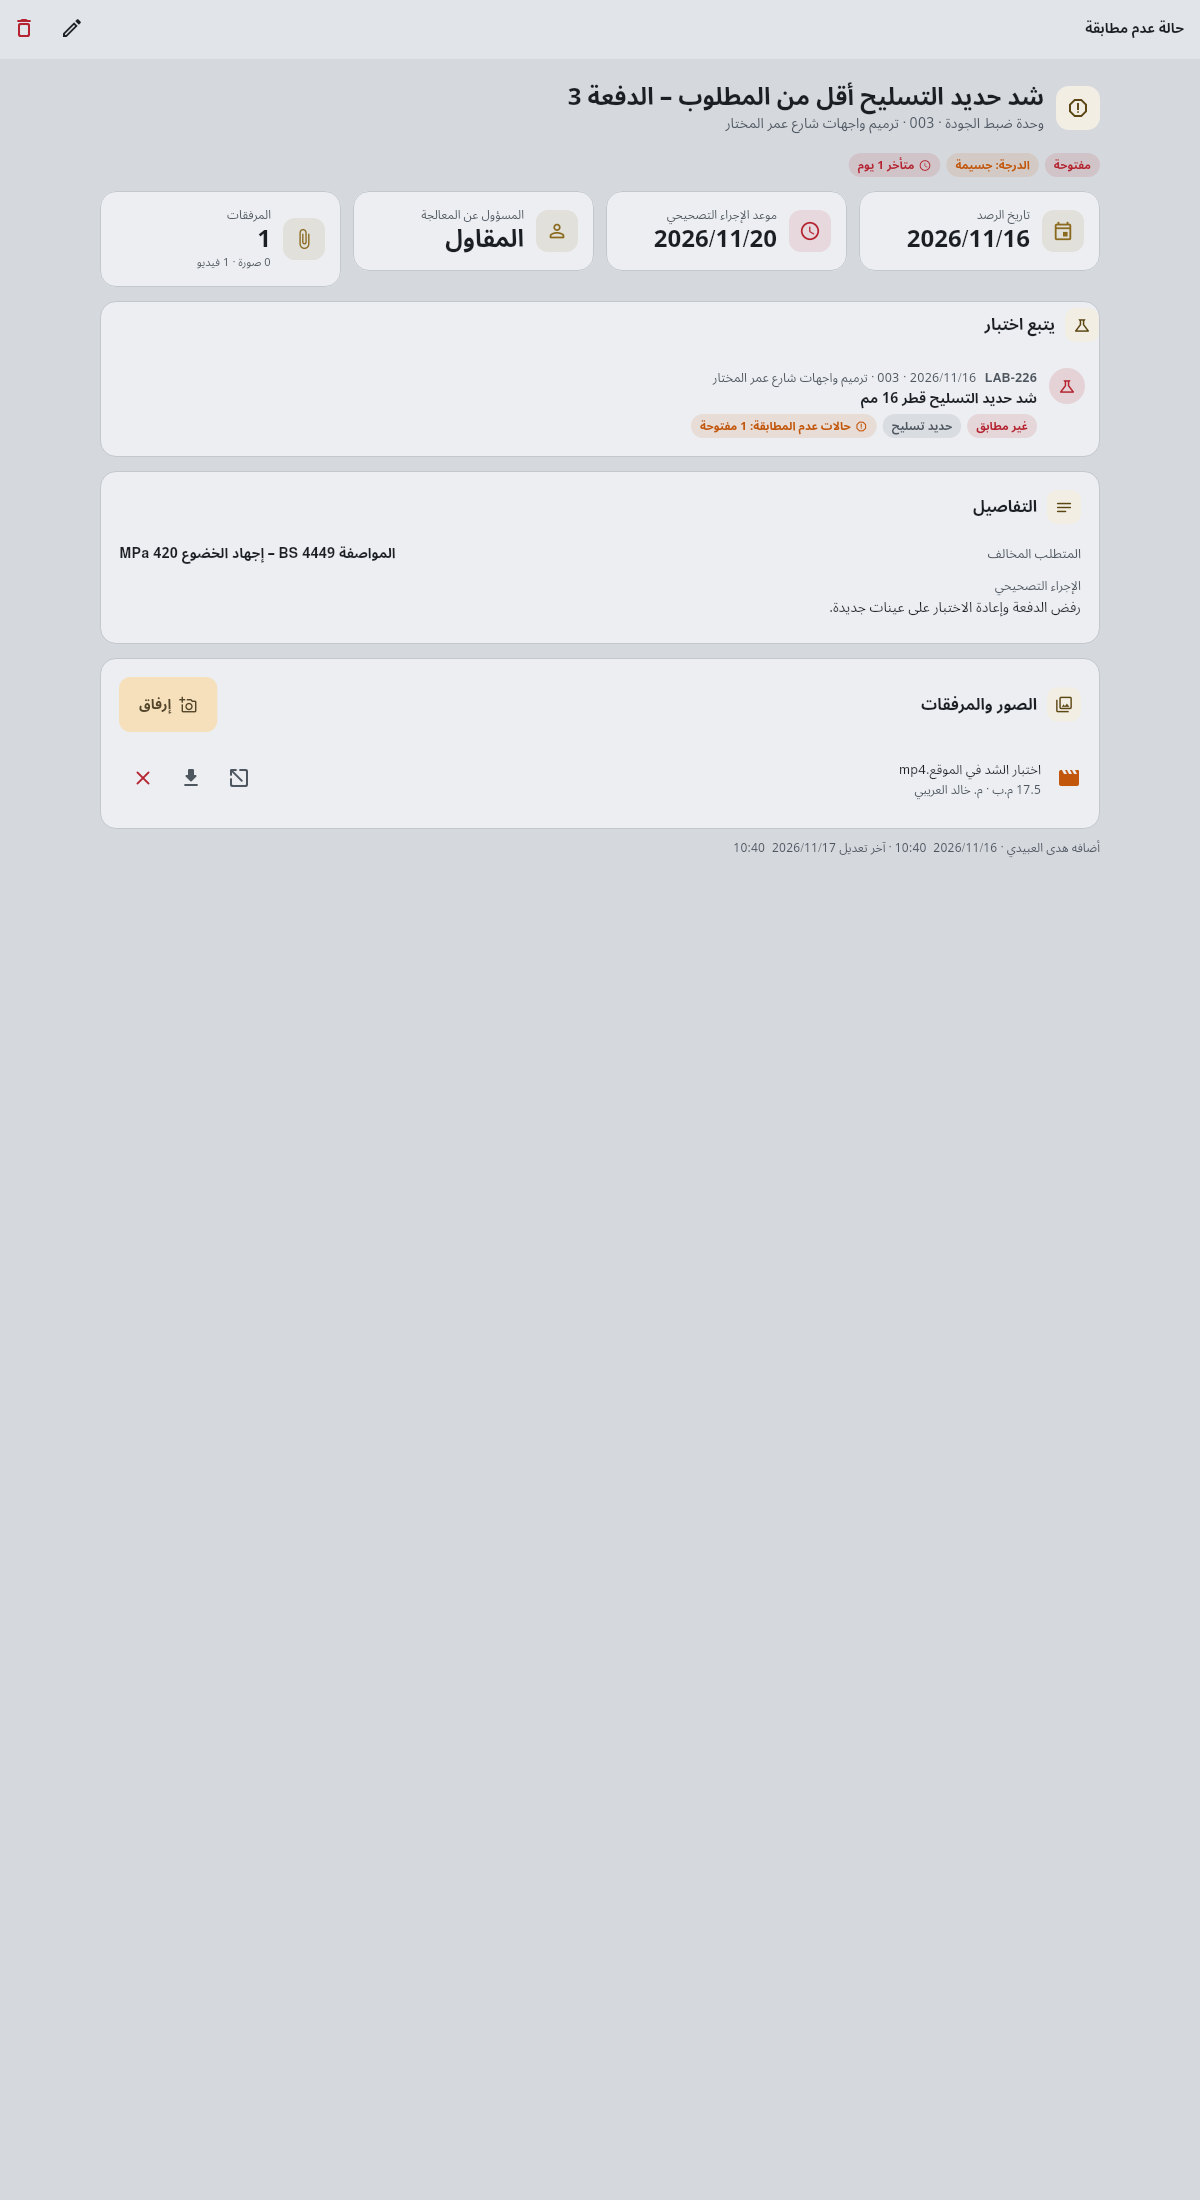 حالة عدم مطابقة
شد حديد التسليح أقل من المطلوب – الدفعة 3
وحدة ضبط الجودة · 003 · ترميم واجهات شارع عمر المختار
مفتوحة
الدرجة: جسيمة
متأخر 1 يوم
تاريخ الرصد
2026/11/16
موعد الإجراء التصحيحي
2026/11/20
المسؤول عن المعالجة
المقاول
المرفقات
1
0 صورة · 1 فيديو
يتبع اختبار
LAB-226 2026/11/16 · 003 · ترميم واجهات شارع عمر المختار
شد حديد التسليح قطر 16 مم
غير مطابق
حديد تسليح
حالات عدم المطابقة: 1 مفتوحة
التفاصيل
المتطلب المخالف
المواصفة BS 4449 – إجهاد الخضوع 420 MPa
الإجراء التصحيحي
رفض الدفعة وإعادة الاختبار على عينات جديدة.
الصور والمرفقات
إرفاق
اختبار الشد في الموقع.mp4
17.5 م.ب · م. خالد العريبي
أضافه هدى العبيدي · 2026/11/16 10:40 · آخر تعديل 2026/11/17 10:40